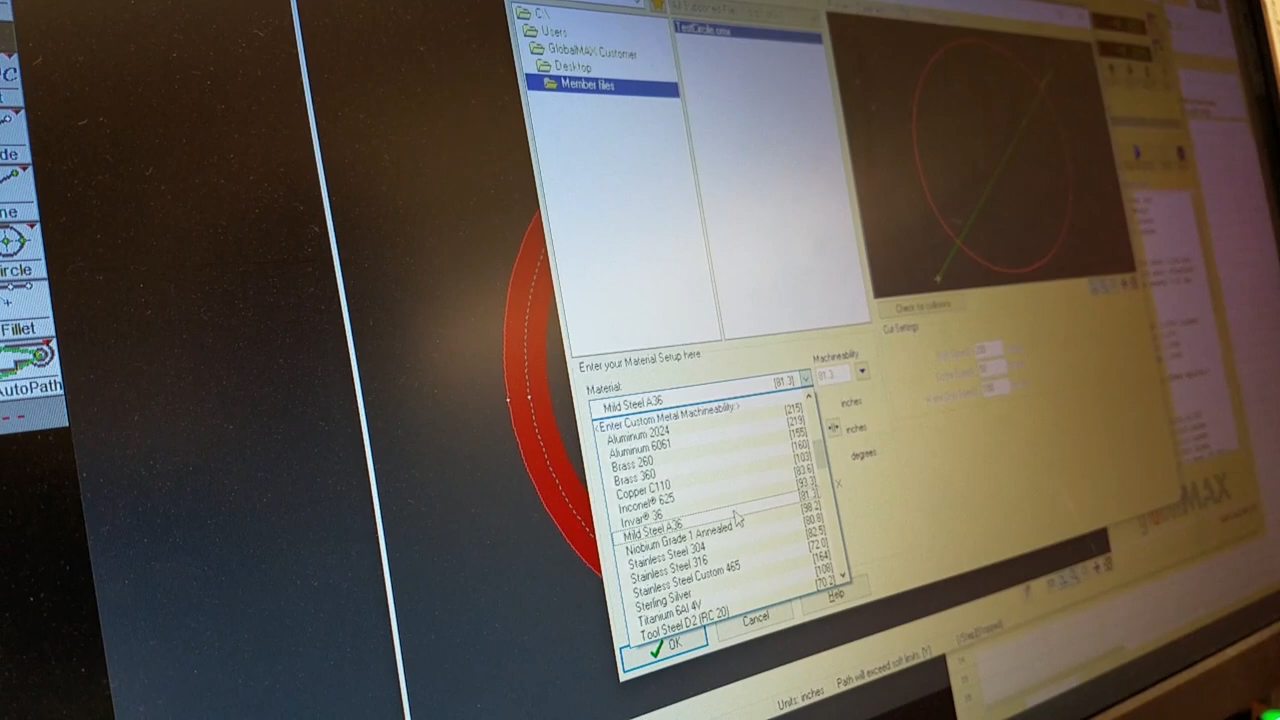 C:\
Users
GlobalMAX Customer
Desktop
Member files
TestCircle.omx
de
ne
ircle
Fillet
AutoPath
Check for collisions
Cut Settings
Enter your Material Setup here
Machineability
Material:
Mild Steel A36 [81.3]
81.3
<Enter Custom Metal Machineability>
Aluminum 2024 [215]
Aluminum 6061 [219]
Brass 260 [155]
Brass 360 [160]
Copper C110 [103]
Inconel® 625 [83.6]
Invar® 36 [93.3]
Mild Steel A36 [81.3]
Niobium Grade 1 Annealed [98.2]
Stainless Steel 304 [80.8]
Stainless Steel 316 [82.5]
Stainless Steel Custom 465 [72.0]
Sterling Silver [164]
Titanium 6Al 4V [108]
Tool Steel D2 (RC 20) [70.2]
inches
inches
degrees
OK
Cancel
Help
MAX
Units: inches
Path will exceed soft limits. [Y]